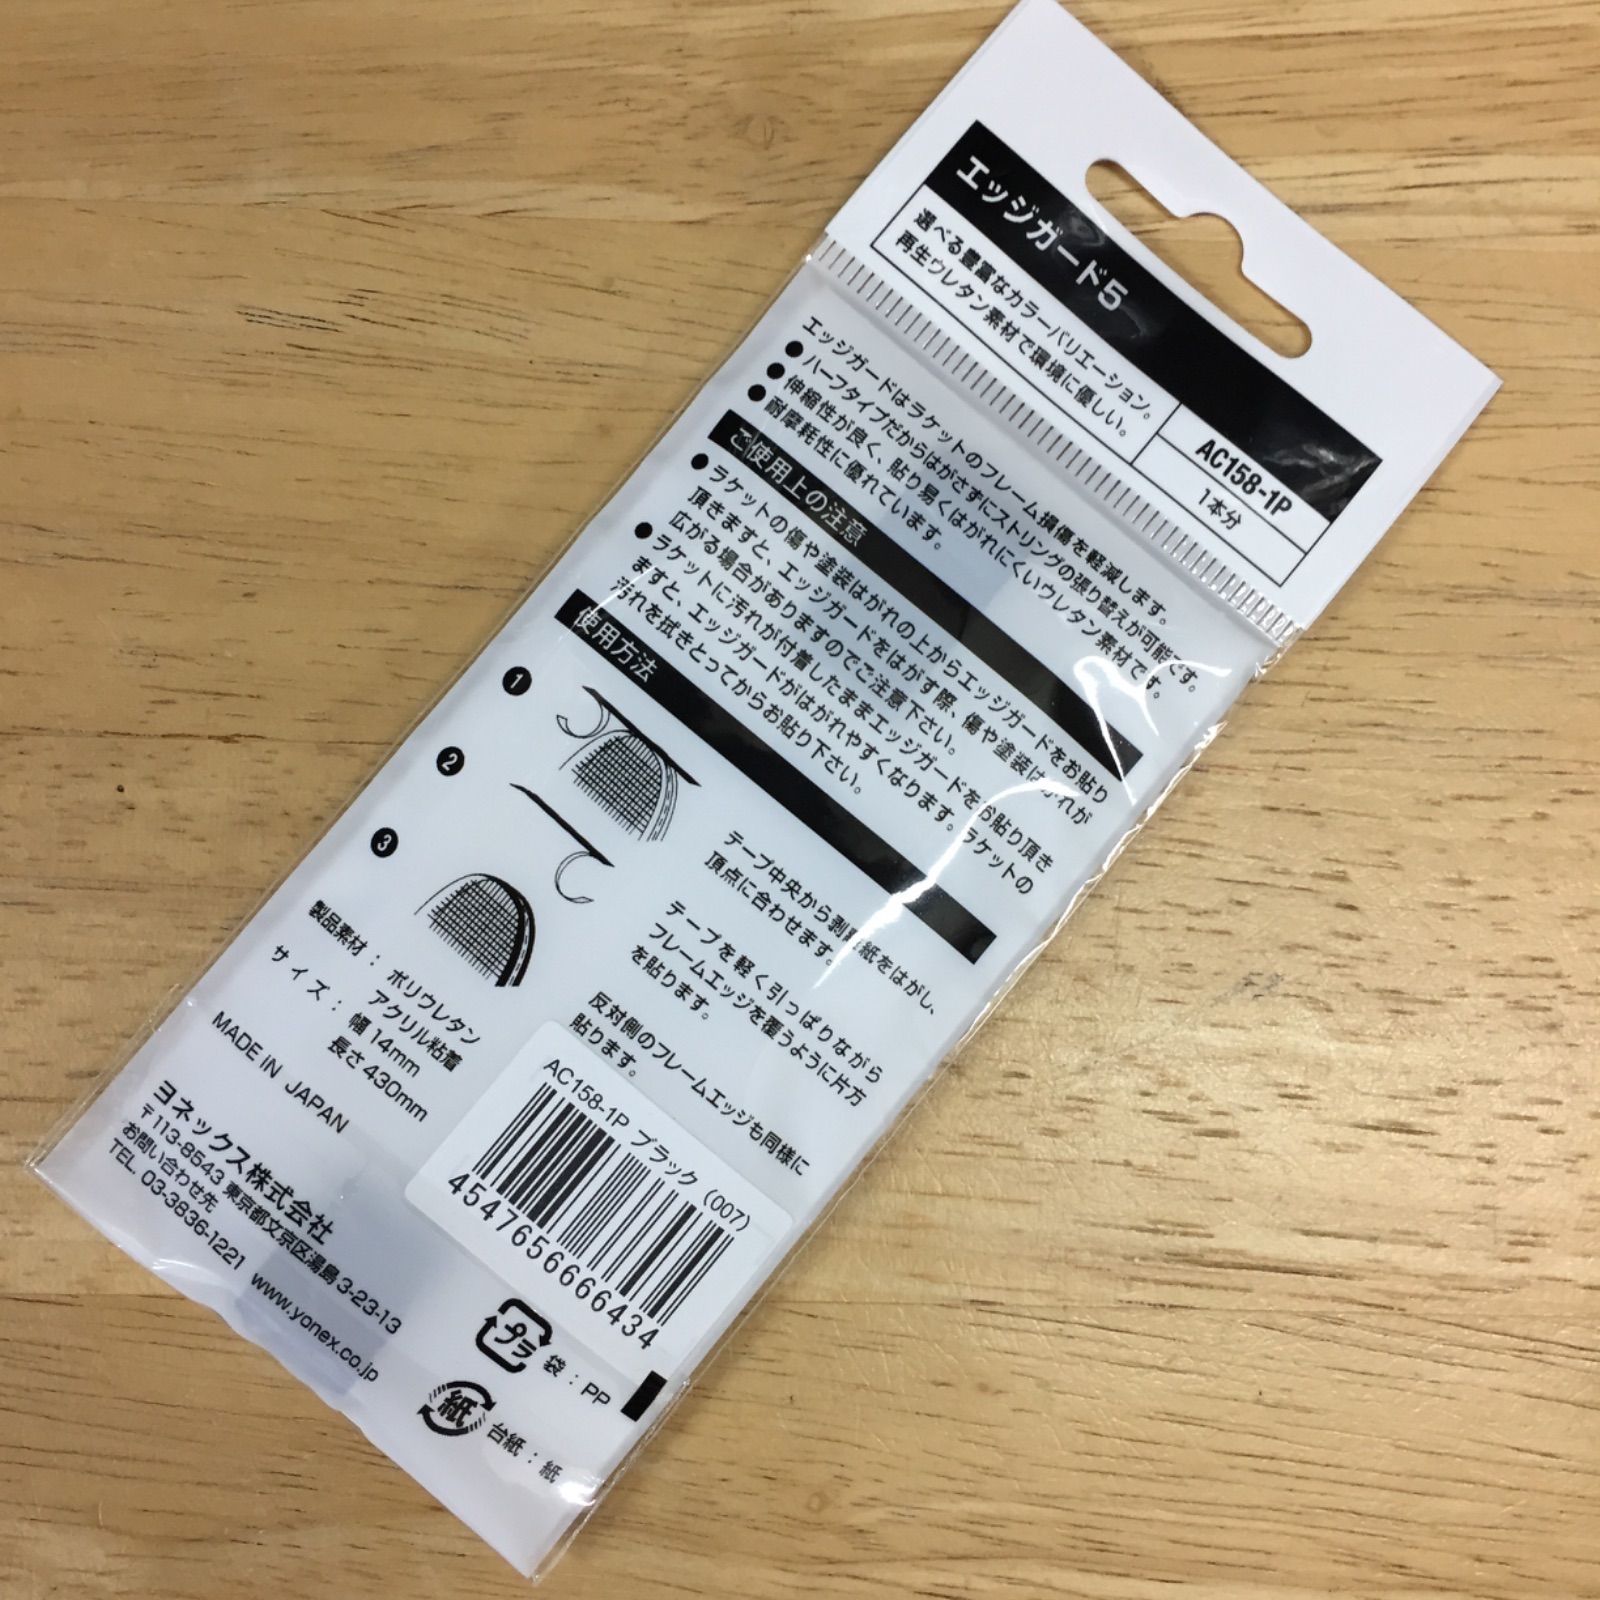 エッジガード5
選べる豊富なカラーバリエーション。
再生ウレタン素材で環境に優しい。
AC158-1P
1本分
エッジガードはラケットのフレーム損傷を軽減します。
●ハーフタイプだからはがさずにストリングの張り替えが可能です。
●伸縮性が良く、貼り易くはがれにくいウレタン素材です。
●耐摩耗性に優れています。
ご使用上の注意
●ラケットの傷や塗装はがれの上からエッジガードをお貼り
頂きますと、エッジガードをはがす際、傷や塗装はがれが
広がる場合がありますのでご注意下さい。
●ラケットに汚れが付着したままエッジガードをお貼り頂き
ますと、エッジガードがはがれやすくなります。ラケットの
汚れを拭きとってからお貼り下さい。
使用方法
1
テープ中央から剥離紙をはがし、
頂点に合わせます。
2
テープを軽く引っぱりながら
フレームエッジを覆うように片方
を貼ります。
3
反対側のフレームエッジも同様に
貼ります。
製品素材：ポリウレタン
アクリル粘着
サイズ：幅14mm
長さ430mm
MADE IN JAPAN
ヨネックス株式会社
〒113-8543 東京都文京区湯島3-23-13
お問い合わせ先
TEL. 03-3836-1221 www.yonex.co.jp
AC158-1P ブラック (007)
4547656666434
プラ 袋：PP
紙 台紙：紙